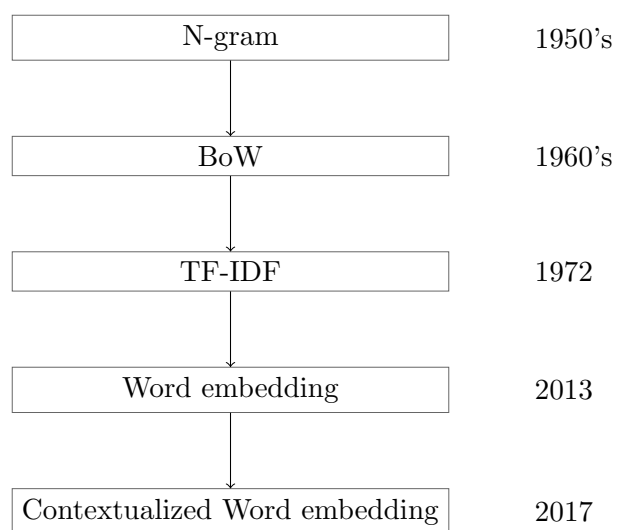 N-gram 1950's
BoW 1960's
TF-IDF 1972
Word embedding 2013
Contextualized Word embedding 2017